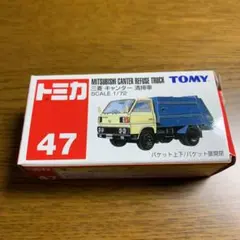 トミカ
MITSUBISHI CANTER REFUSE TRUCK
TOMY
三菱 キャンター 清掃車
SCALE 1/72
47
バケット上下/バケット蓋開閉